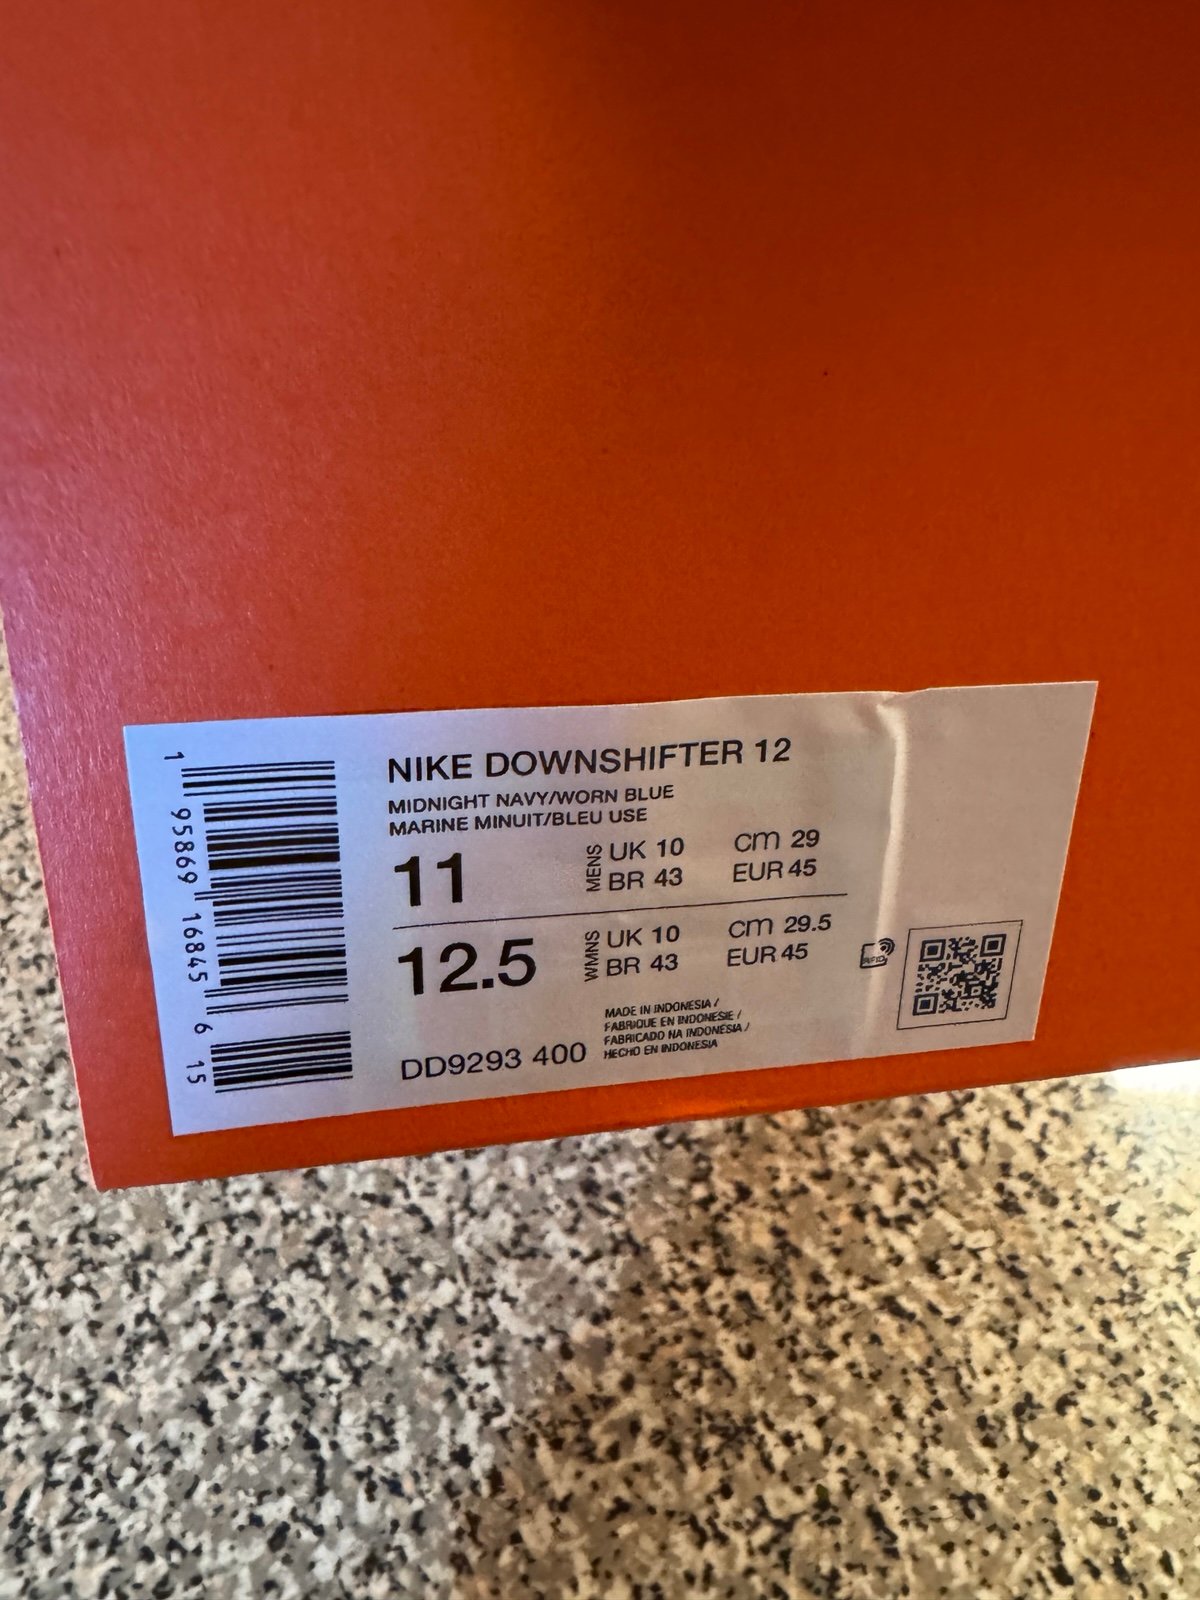 NIKE DOWNSHIFTER 12
MIDNIGHT NAVY/WORN BLUE
MARINE MINUIT/BLEU USE
11
MENS
UK 10
cm 29
BR 43
EUR 45
12.5
WMNS
UK 10
cm 29.5
BR 43
EUR 45
MADE IN INDONESIA /
FABRIQUE EN INDONESIE /
FABRICADO NA INDONESIA /
HECHO EN INDONESIA
DD9293 400
1 95869 16845 6 15